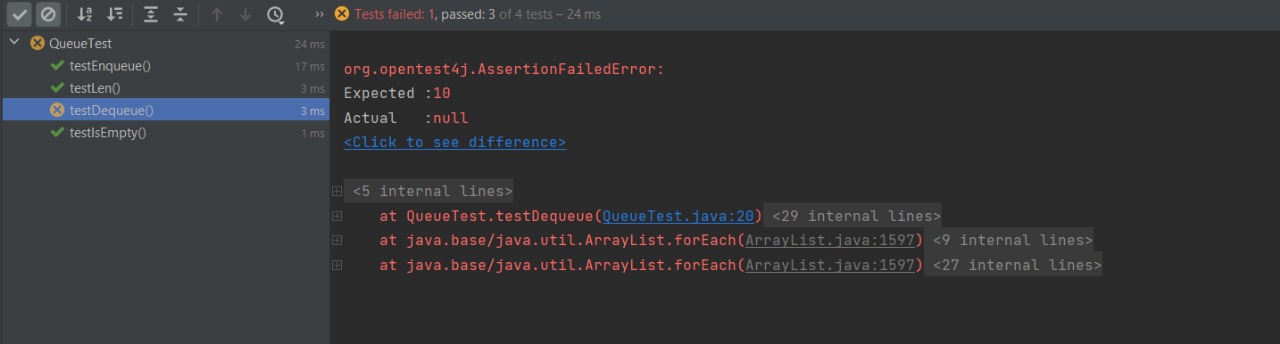 Tests failed: 1, passed: 3 of 4 tests – 24 ms
QueueTest 24 ms
testEnqueue() 17 ms
testLen() 3 ms
testDequeue() 3 ms
testIsEmpty() 1 ms
org.opentest4j.AssertionFailedError:
Expected :10
Actual   :null
<Click to see difference>
<5 internal lines>
at QueueTest.testDequeue(QueueTest.java:20) <29 internal lines>
at java.base/java.util.ArrayList.forEach(ArrayList.java:1597) <9 internal lines>
at java.base/java.util.ArrayList.forEach(ArrayList.java:1597) <27 internal lines>